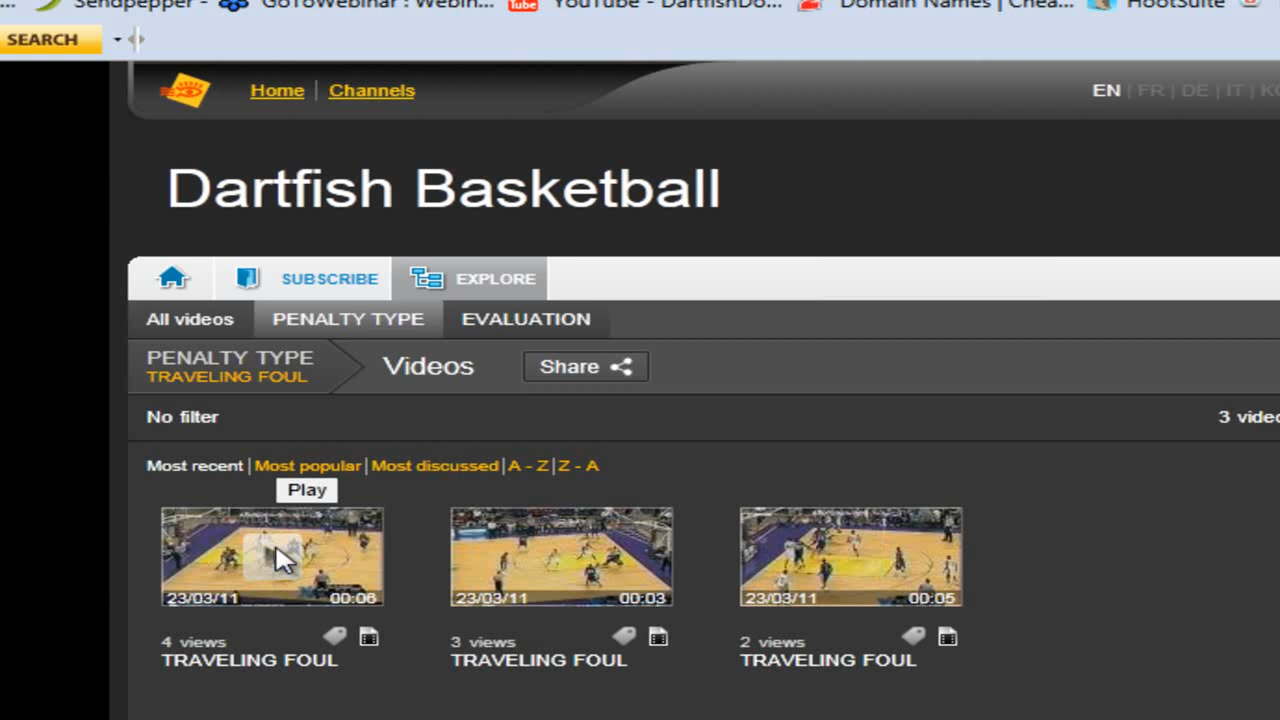 ... Sendpepper - GoToWebinar : Webin... YouTube - DartfishDo... Domain Names | Chea... HootSuite
SEARCH
Home | Channels
EN | FR | DE | IT |
Dartfish Basketball
SUBSCRIBE EXPLORE
All videos PENALTY TYPE EVALUATION
PENALTY TYPE
TRAVELING FOUL
Videos
Share
No filter
3 video
Most recent | Most popular | Most discussed | A - Z | Z - A
Play
23/03/11 00:06 23/03/11 00:03 23/03/11 00:05
4 views 3 views 2 views
TRAVELING FOUL TRAVELING FOUL TRAVELING FOUL